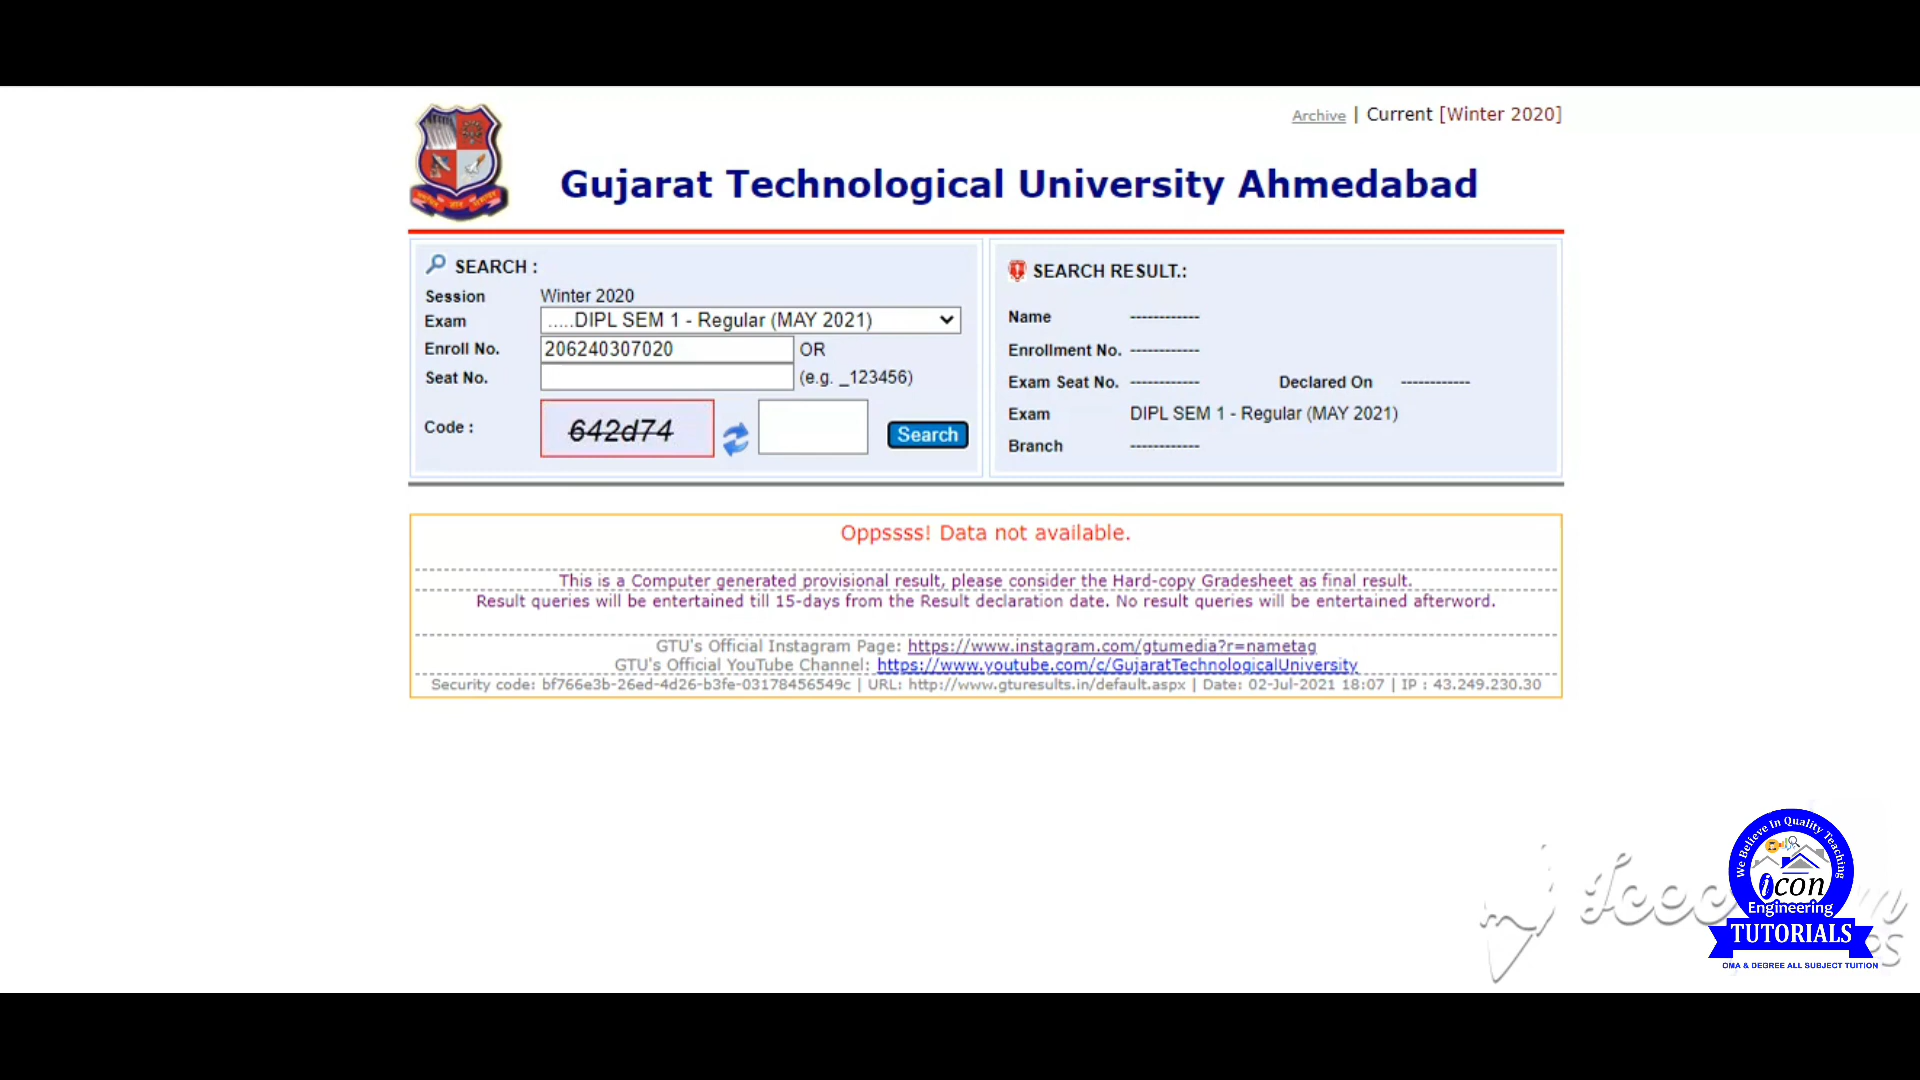 Archive | Current [Winter 2020]
Gujarat Technological University Ahmedabad
SEARCH :
Session Winter 2020
Exam .....DIPL SEM 1 - Regular (MAY 2021)
Enroll No. 206240307020 OR
Seat No. (e.g. _123456)
Code : 642d74 Search
SEARCH RESULT.:
Name ------------
Enrollment No. ------------
Exam Seat No. ------------ Declared On ------------
Exam DIPL SEM 1 - Regular (MAY 2021)
Branch ------------
Oppssss! Data not available.
This is a Computer generated provisional result, please consider the Hard-copy Gradesheet as final result.
Result queries will be entertained till 15-days from the Result declaration date. No result queries will be entertained afterword.
GTU's Official Instagram Page: https://www.instagram.com/gtumedia?r=nametag
GTU's Official YouTube Channel: https://www.youtube.com/c/GujaratTechnologicalUniversity
Security code: bf766e3b-26ed-4d26-b3fe-03178456549c | URL: http://www.gturesults.in/default.aspx | Date: 02-Jul-2021 18:07 | IP : 43.249.230.30
We Believe In Quality Teaching
icon
Engineering
TUTORIALS
OMA & DEGREE ALL SUBJECT TUITION